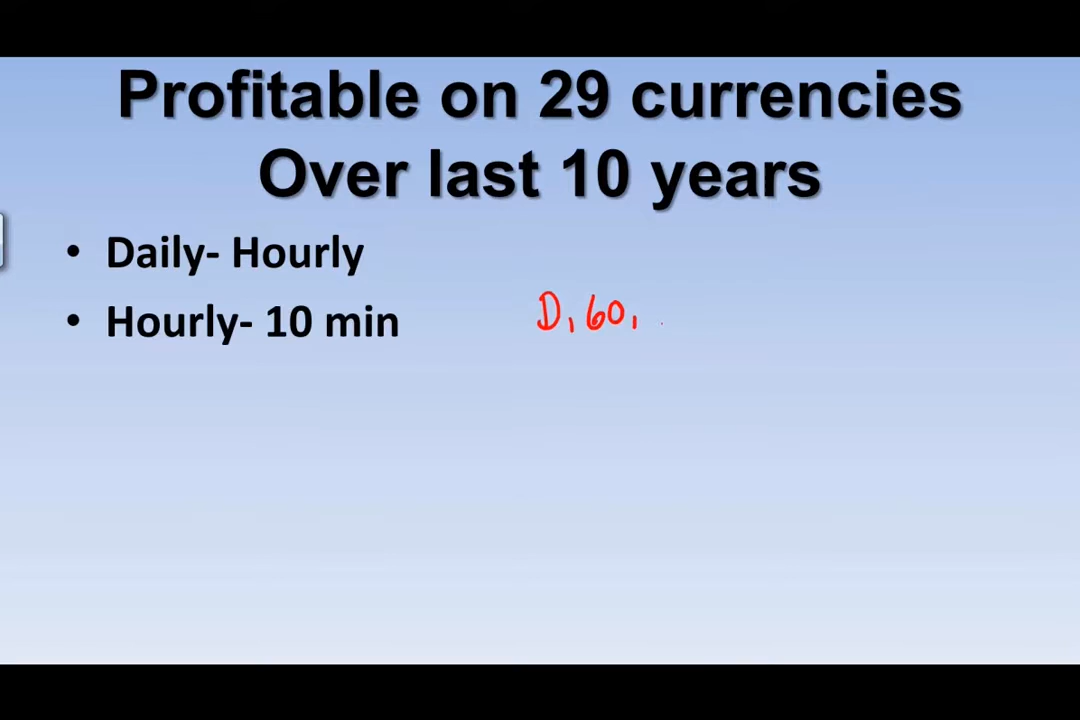 Profitable on 29 currencies
Over last 10 years
• Daily- Hourly
• Hourly- 10 min
D, 60,